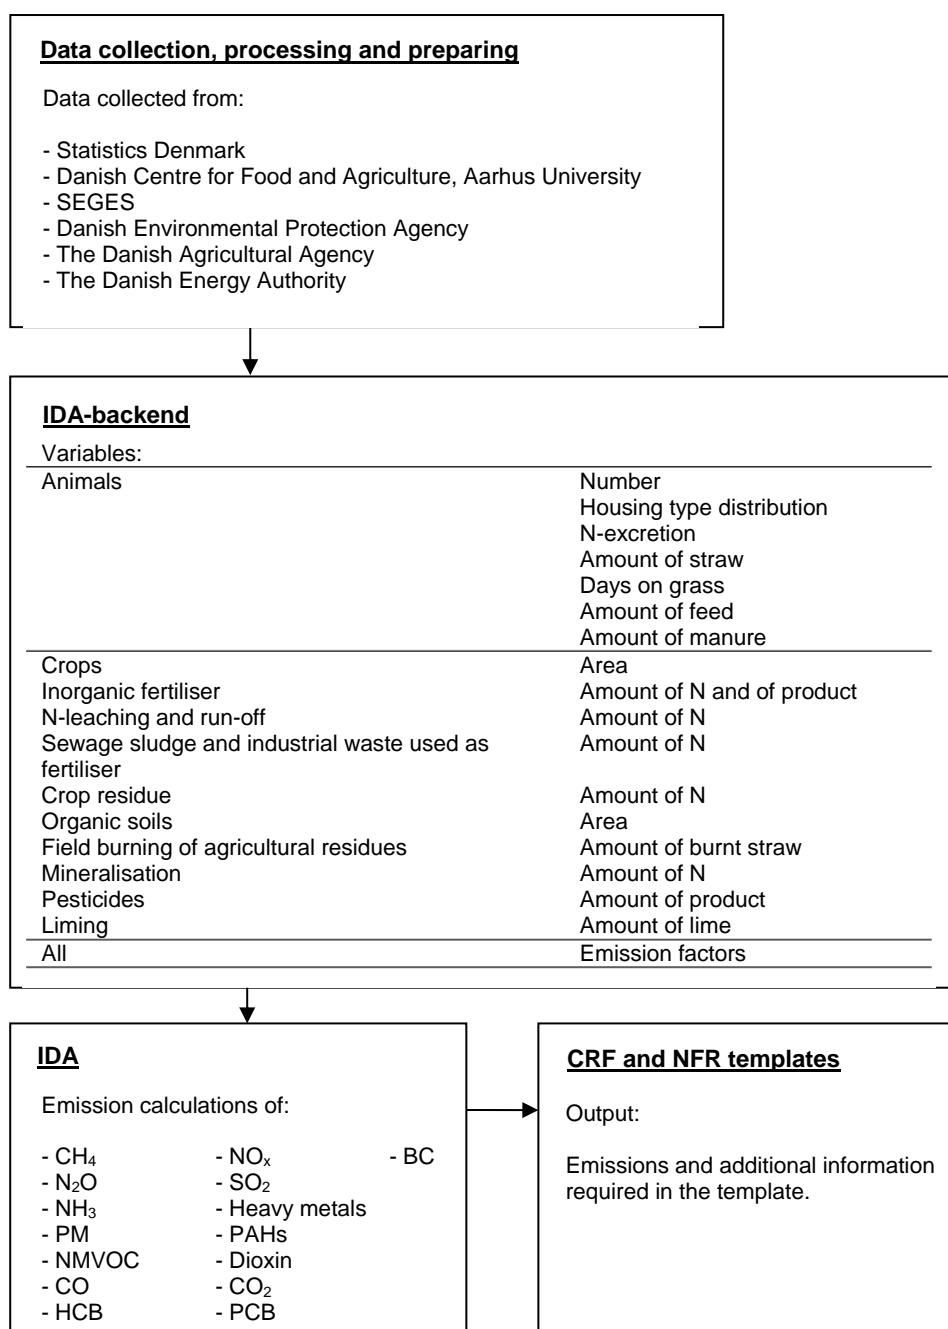 Data collection, processing and preparing
Data collected from:
- Statistics Denmark
- Danish Centre for Food and Agriculture, Aarhus University
- SEGES
- Danish Environmental Protection Agency
- The Danish Agricultural Agency
- The Danish Energy Authority
IDA-backend
Variables:
Animals Number
Housing type distribution
N-excretion
Amount of straw
Days on grass
Amount of feed
Amount of manure
Crops Area
Inorganic fertiliser Amount of N and of product
N-leaching and run-off Amount of N
Sewage sludge and industrial waste used as Amount of N
fertiliser
Crop residue Amount of N
Organic soils Area
Field burning of agricultural residues Amount of burnt straw
Mineralisation Amount of N
Pesticides Amount of product
Liming Amount of lime
All Emission factors
IDA
Emission calculations of:
- CH₄ - NOₓ - BC
- N₂O - SO₂
- NH₃ - Heavy metals
- PM - PAHs
- NMVOC - Dioxin
- CO - CO₂
- HCB - PCB
CRF and NFR templates
Output:
Emissions and additional information
required in the template.